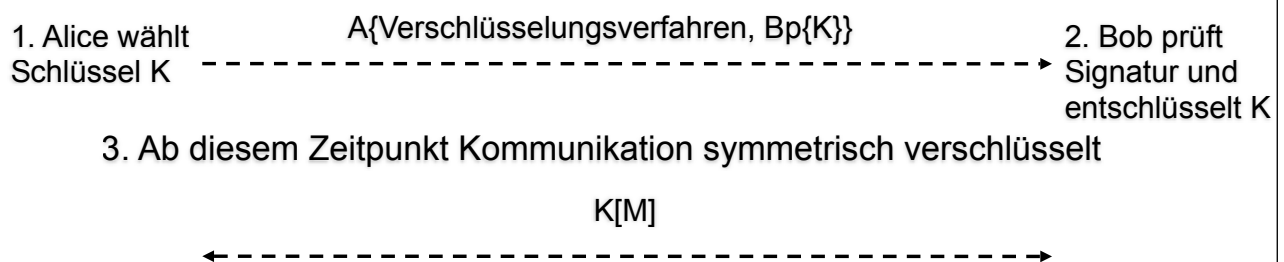 1. Alice wählt
Schlüssel K
A{Verschlüsselungsverfahren, Bp{K}}
2. Bob prüft
Signatur und
entschlüsselt K
3. Ab diesem Zeitpunkt Kommunikation symmetrisch verschlüsselt
K[M]